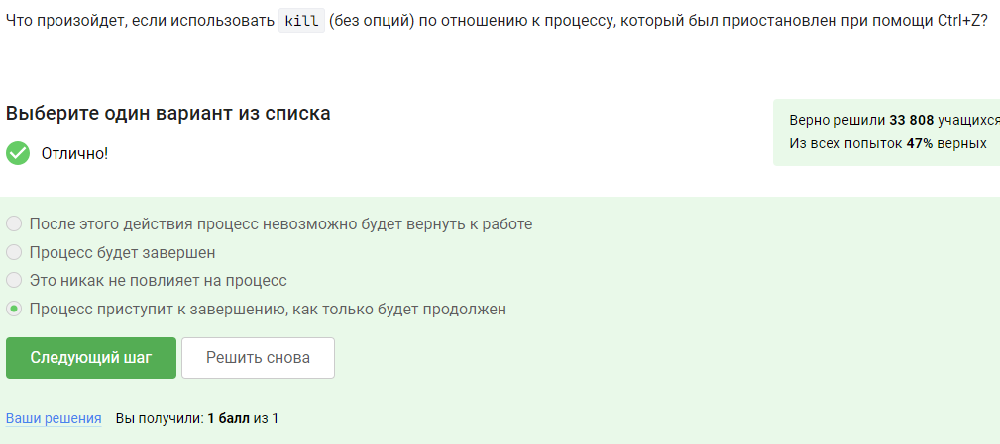 Что произойдет, если использовать kill (без опций) по отношению к процессу, который был приостановлен при помощи Ctrl+Z?
Выберите один вариант из списка
Верно решили 33 808 учащихся
Из всех попыток 47% верных
Отлично!
После этого действия процесс невозможно будет вернуть к работе
Процесс будет завершен
Это никак не повлияет на процесс
Процесс приступит к завершению, как только будет продолжен
Следующий шаг
Решить снова
Ваши решения Вы получили: 1 балл из 1